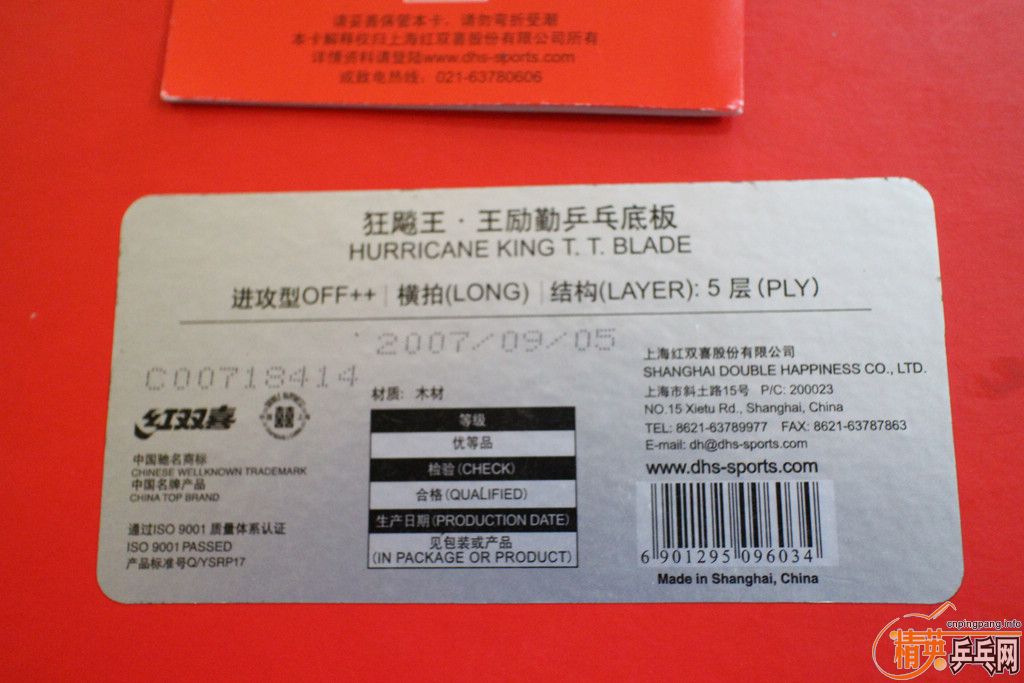 请妥善保管本卡，请勿弯折受潮
本卡解释权归上海红双喜股份有限公司所有
详情资料请登陆www.dhs-sports.com
或致电热线：021-63780606
狂飚王·王励勤乒乓底板
HURRICANE KING T. T. BLADE
进攻型OFF++ | 横拍(LONG) | 结构(LAYER): 5 层(PLY)
2007/09/05
C00718414
红双喜
中国驰名商标
CHINESE WELLKNOWN TRADEMARK
中国名牌产品
CHINA TOP BRAND
通过ISO 9001 质量体系认证
ISO 9001 PASSED
产品标准号Q/YSRP17
材质：木材
等级
优等品
检验(CHECK)
合格(QUALIFIED)
生产日期(PRODUCTION DATE)
见包装或产品
(IN PACKAGE OR PRODUCT)
上海红双喜股份有限公司
SHANGHAI DOUBLE HAPPINESS CO., LTD.
上海市斜土路15号 P/C: 200023
NO.15 Xietu Rd., Shanghai, China
TEL: 8621-63789977 FAX: 8621-63787863
E-mail: dh@dhs-sports.com
www.dhs-sports.com
6 901295 096034
Made in Shanghai, China
cnpingpang.info
精英乒乓网